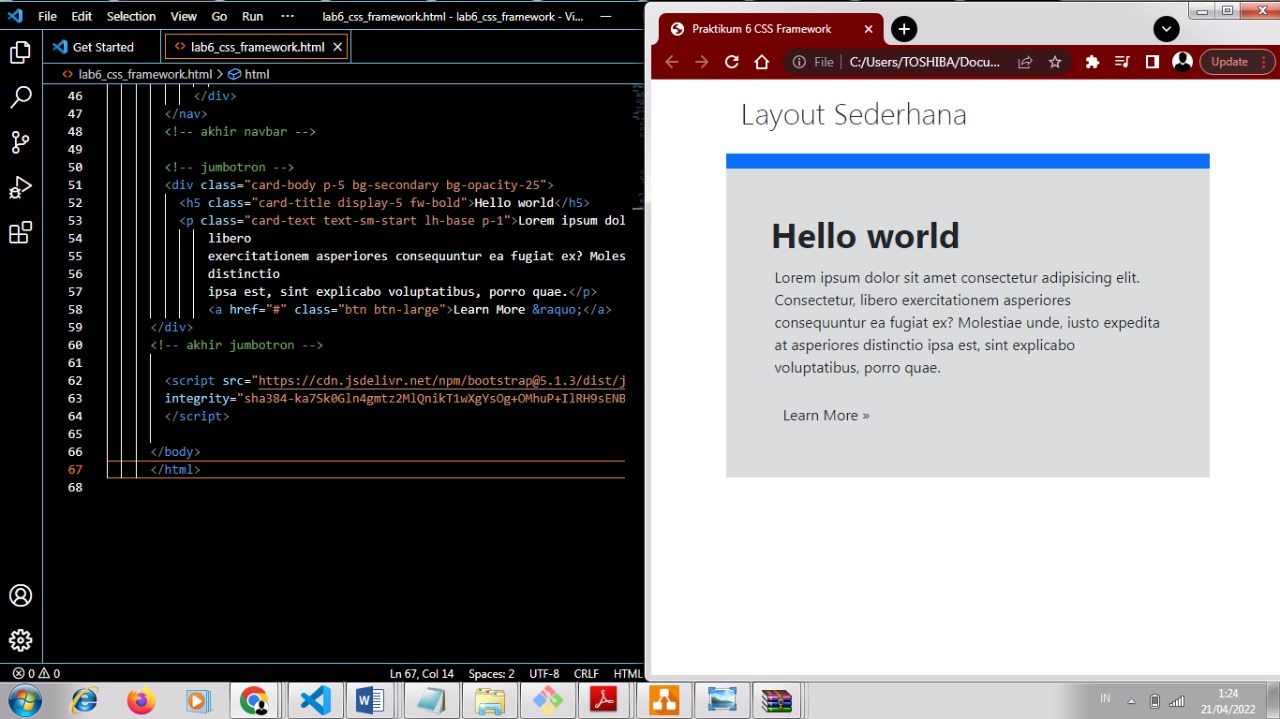 File Edit Selection View Go Run ··· lab6_css_framework.html - lab6_css_framework - Vi...
Get Started
lab6_css_framework.html
lab6_css_framework.html > html
46 </div>
47 </nav>
48 <!-- akhir navbar -->
49
50 <!-- jumbotron -->
51 <div class="card-body p-5 bg-secondary bg-opacity-25">
52 <h5 class="card-title display-5 fw-bold">Hello world</h5>
53 <p class="card-text text-sm-start lh-base p-1">Lorem ipsum dol
54 libero
55 exercitationem asperiores consequuntur ea fugiat ex? Moles
56 distinctio
57 ipsa est, sint explicabo voluptatibus, porro quae.</p>
58 <a href="#" class="btn btn-large">Learn More &raquo;</a>
59 </div>
60 <!-- akhir jumbotron -->
61
62 <script src="https://cdn.jsdelivr.net/npm/bootstrap@5.1.3/dist/j
63 integrity="sha384-ka7Sk0Gln4gmtz2MlQnikT1wXgYsOg+OMhuP+IlRH9sENB
64 </script>
65
66 </body>
67 </html>
68
0 0 Ln 67, Col 14 Spaces: 2 UTF-8 CRLF HTML
Praktikum 6 CSS Framework
File | C:/Users/TOSHIBA/Docu... Update
Layout Sederhana
Hello world
Lorem ipsum dolor sit amet consectetur adipisicing elit.
Consectetur, libero exercitationem asperiores
consequuntur ea fugiat ex? Molestiae unde, iusto expedita
at asperiores distinctio ipsa est, sint explicabo
voluptatibus, porro quae.
Learn More »
IN 1:24
21/04/2022